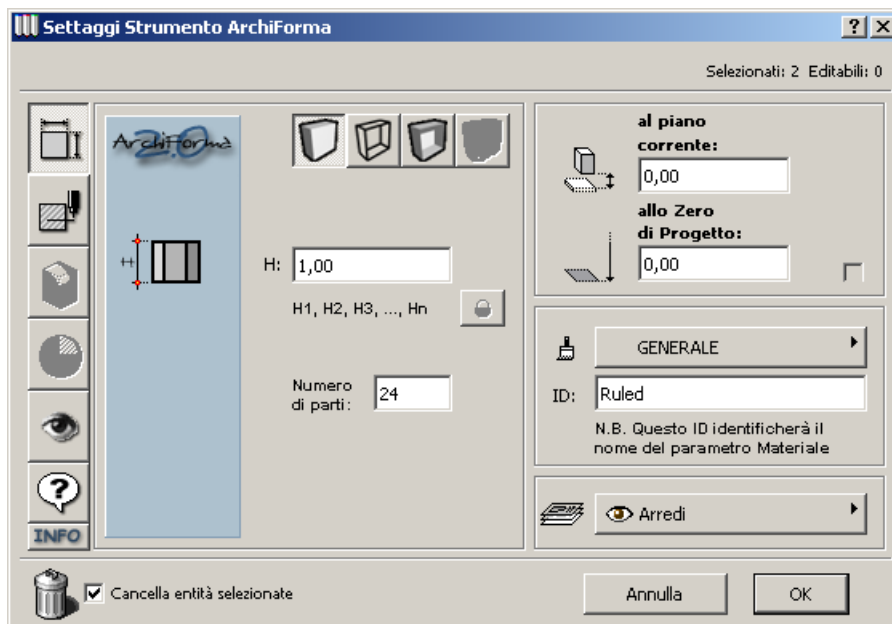 Settaggi Strumento ArchiForma
Selezionati: 2 Editabili: 0
ArchiForma
2.0
H
H: 1,00
H1, H2, H3, ..., Hn
Numero
di parti: 24
INFO
al piano
corrente:
0,00
allo Zero
di Progetto:
0,00
GENERALE
ID: Ruled
N.B. Questo ID identificherà il
nome del parametro Materiale
Arredi
Cancella entità selezionate
Annulla
OK